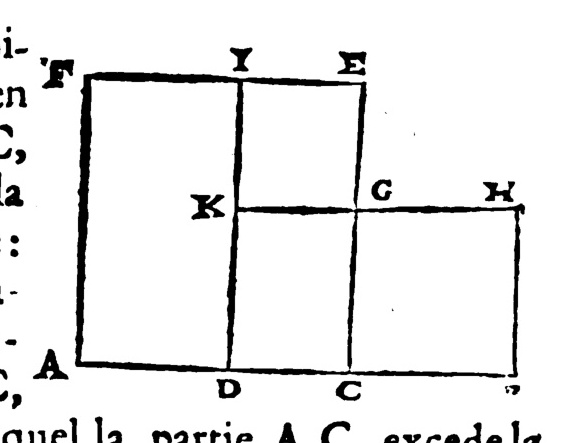 i-
en
C,
la
:
-
-
C,
F Y E
K G H
A D C
quel la partie A C, excede la